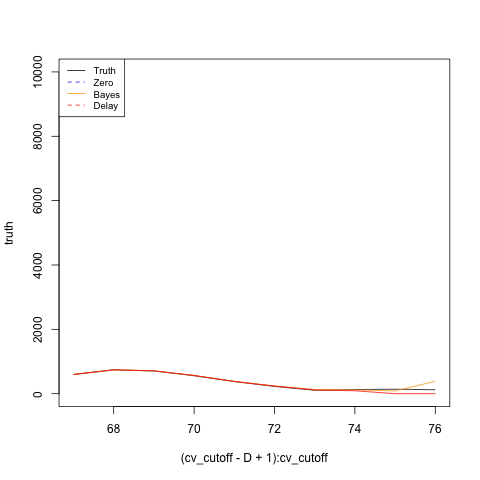 Truth
Zero
Bayes
Delay
10000
8000
6000
4000
2000
0
truth
68 70 72 74 76
(cv_cutoff - D + 1):cv_cutoff